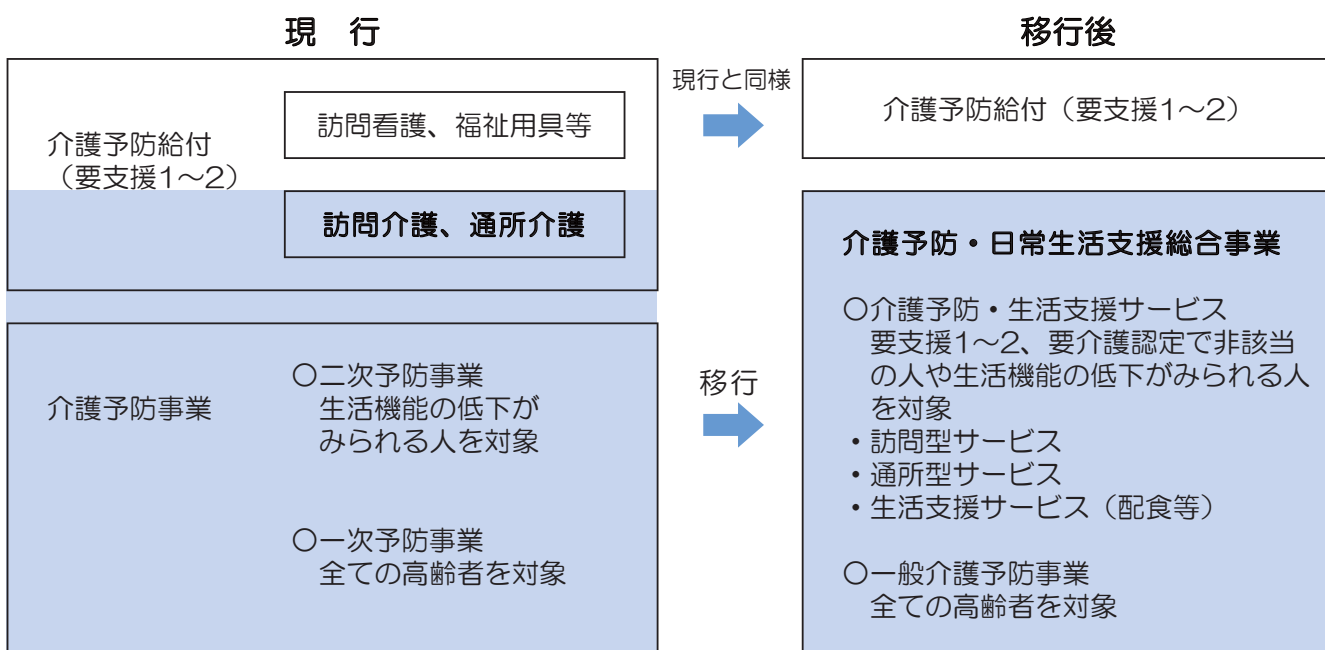 現　行
介護予防給付
（要支援1～2）
訪問看護、福祉用具等
訪問介護、通所介護
介護予防事業
○二次予防事業
生活機能の低下が
みられる人を対象
○一次予防事業
全ての高齢者を対象
現行と同様
移行
移行後
介護予防給付（要支援1～2）
介護予防・日常生活支援総合事業
○介護予防・生活支援サービス
要支援1～2、要介護認定で非該当
の人や生活機能の低下がみられる人
を対象
・訪問型サービス
・通所型サービス
・生活支援サービス（配食等）
○一般介護予防事業
全ての高齢者を対象